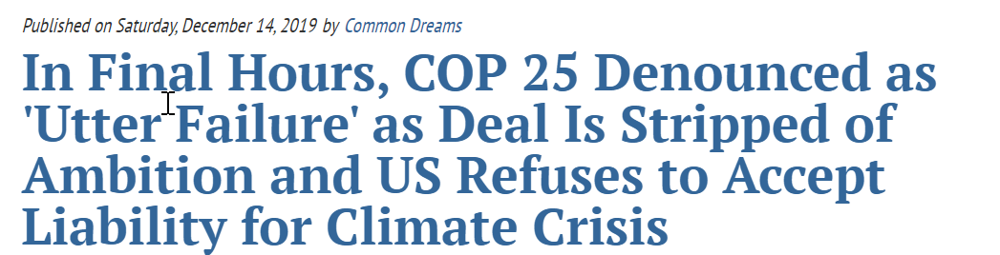 Published on Saturday, December 14, 2019 by Common Dreams
In Final Hours, COP 25 Denounced as
'Utter Failure' as Deal Is Stripped of
Ambition and US Refuses to Accept
Liability for Climate Crisis